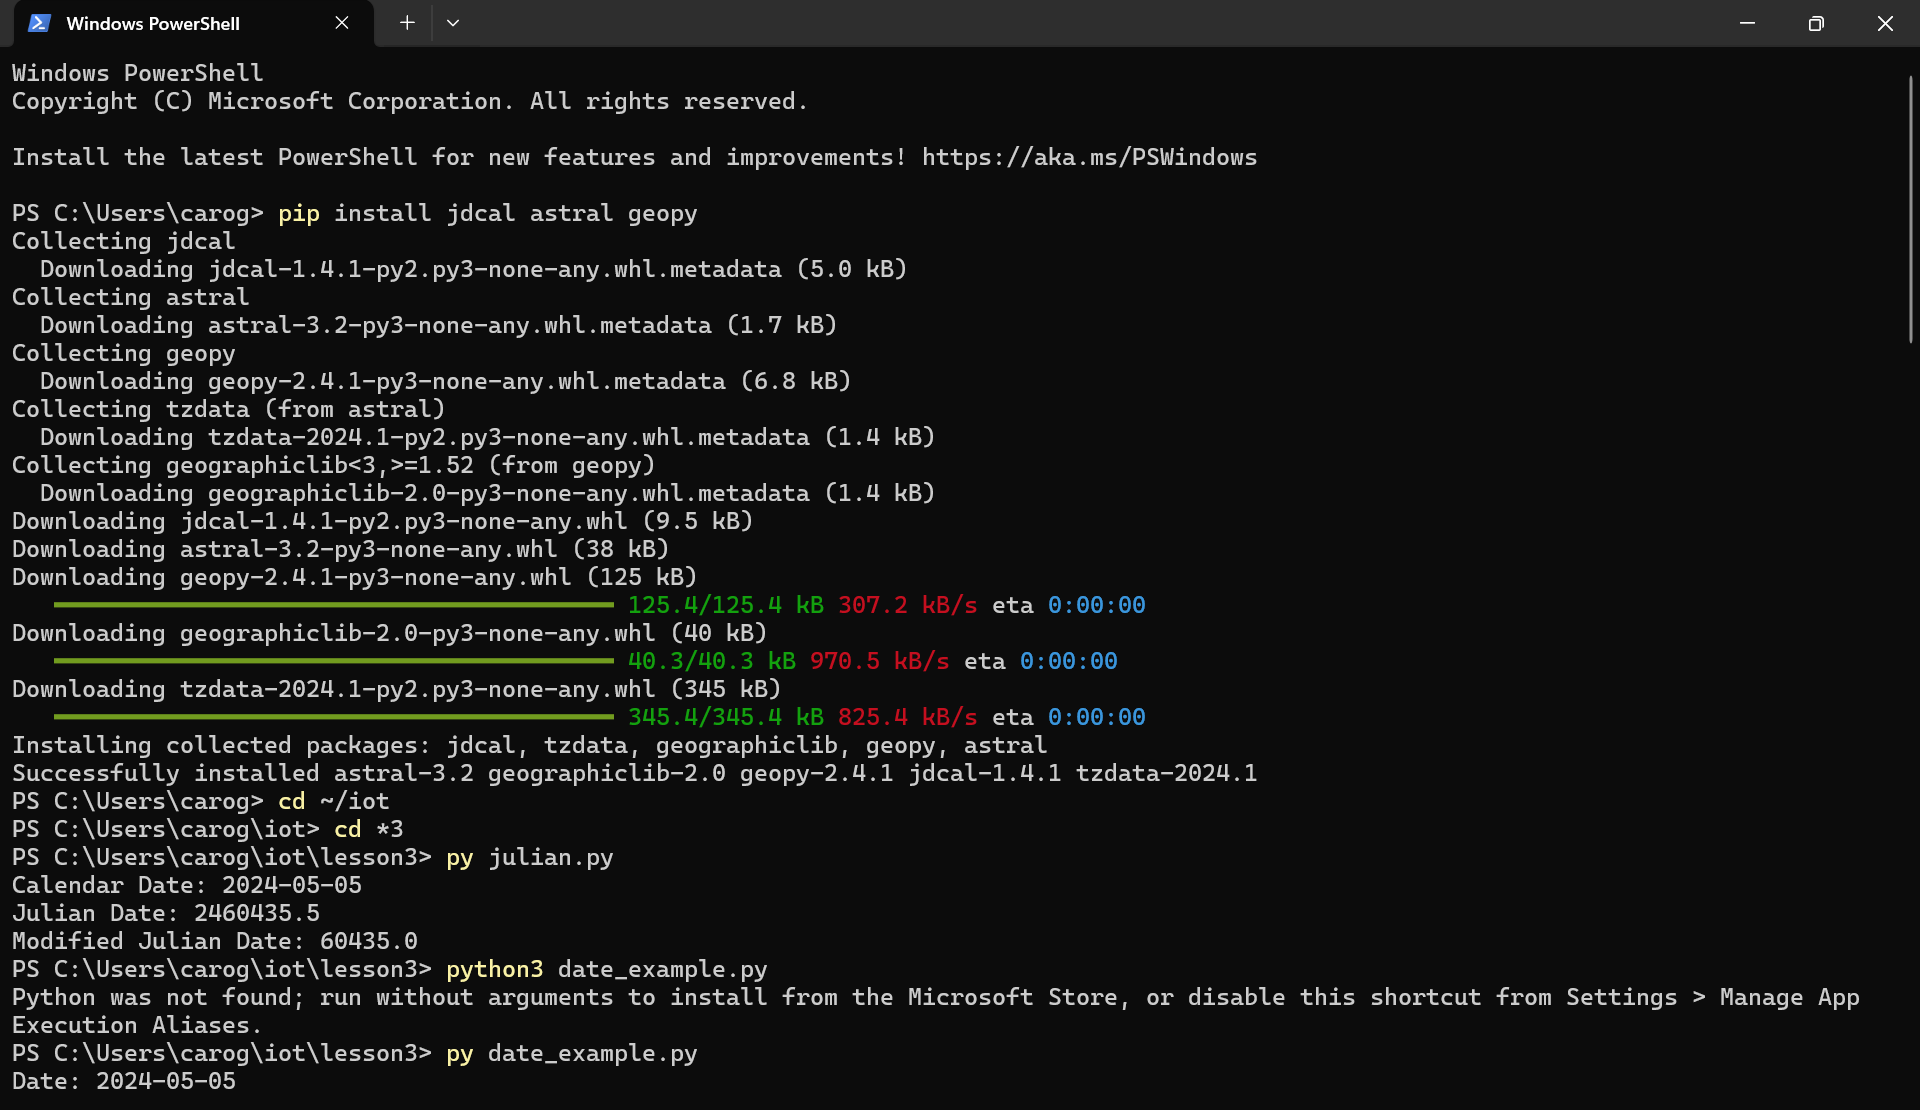 Windows PowerShell
Windows PowerShell
Copyright (C) Microsoft Corporation. All rights reserved.
Install the latest PowerShell for new features and improvements! https://aka.ms/PSWindows
PS C:\Users\carog> pip install jdcal astral geopy
Collecting jdcal
  Downloading jdcal-1.4.1-py2.py3-none-any.whl.metadata (5.0 kB)
Collecting astral
  Downloading astral-3.2-py3-none-any.whl.metadata (1.7 kB)
Collecting geopy
  Downloading geopy-2.4.1-py3-none-any.whl.metadata (6.8 kB)
Collecting tzdata (from astral)
  Downloading tzdata-2024.1-py2.py3-none-any.whl.metadata (1.4 kB)
Collecting geographiclib<3,>=1.52 (from geopy)
  Downloading geographiclib-2.0-py3-none-any.whl.metadata (1.4 kB)
Downloading jdcal-1.4.1-py2.py3-none-any.whl (9.5 kB)
Downloading astral-3.2-py3-none-any.whl (38 kB)
Downloading geopy-2.4.1-py3-none-any.whl (125 kB)
125.4/125.4 kB 307.2 kB/s eta 0:00:00
Downloading geographiclib-2.0-py3-none-any.whl (40 kB)
40.3/40.3 kB 970.5 kB/s eta 0:00:00
Downloading tzdata-2024.1-py2.py3-none-any.whl (345 kB)
345.4/345.4 kB 825.4 kB/s eta 0:00:00
Installing collected packages: jdcal, tzdata, geographiclib, geopy, astral
Successfully installed astral-3.2 geographiclib-2.0 geopy-2.4.1 jdcal-1.4.1 tzdata-2024.1
PS C:\Users\carog> cd ~/iot
PS C:\Users\carog\iot> cd *3
PS C:\Users\carog\iot\lesson3> py julian.py
Calendar Date: 2024-05-05
Julian Date: 2460435.5
Modified Julian Date: 60435.0
PS C:\Users\carog\iot\lesson3> python3 date_example.py
Python was not found; run without arguments to install from the Microsoft Store, or disable this shortcut from Settings > Manage App
Execution Aliases.
PS C:\Users\carog\iot\lesson3> py date_example.py
Date: 2024-05-05